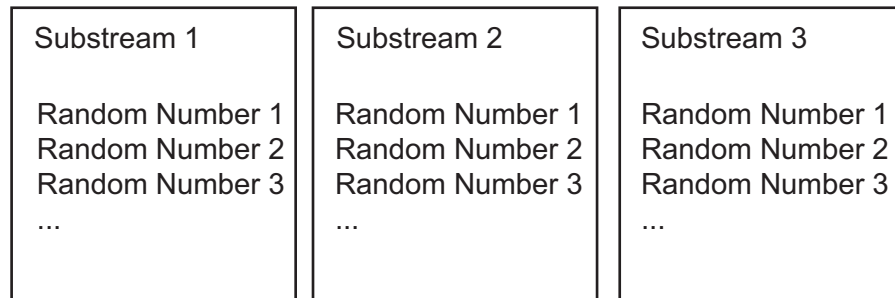 Substream 1
Random Number 1
Random Number 2
Random Number 3
...
Substream 2
Random Number 1
Random Number 2
Random Number 3
...
Substream 3
Random Number 1
Random Number 2
Random Number 3
...